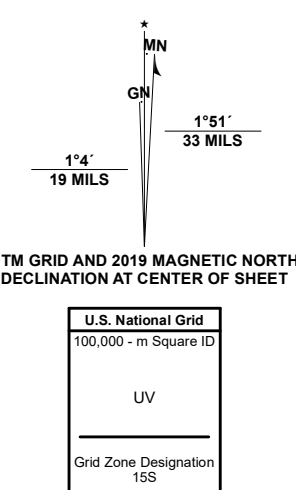 ★
MN
GN
1°51´
33 MILS
1°4´
19 MILS
TM GRID AND 2019 MAGNETIC NORTH
DECLINATION AT CENTER OF SHEET
U.S. National Grid
100,000 - m Square ID
UV
Grid Zone Designation
15S